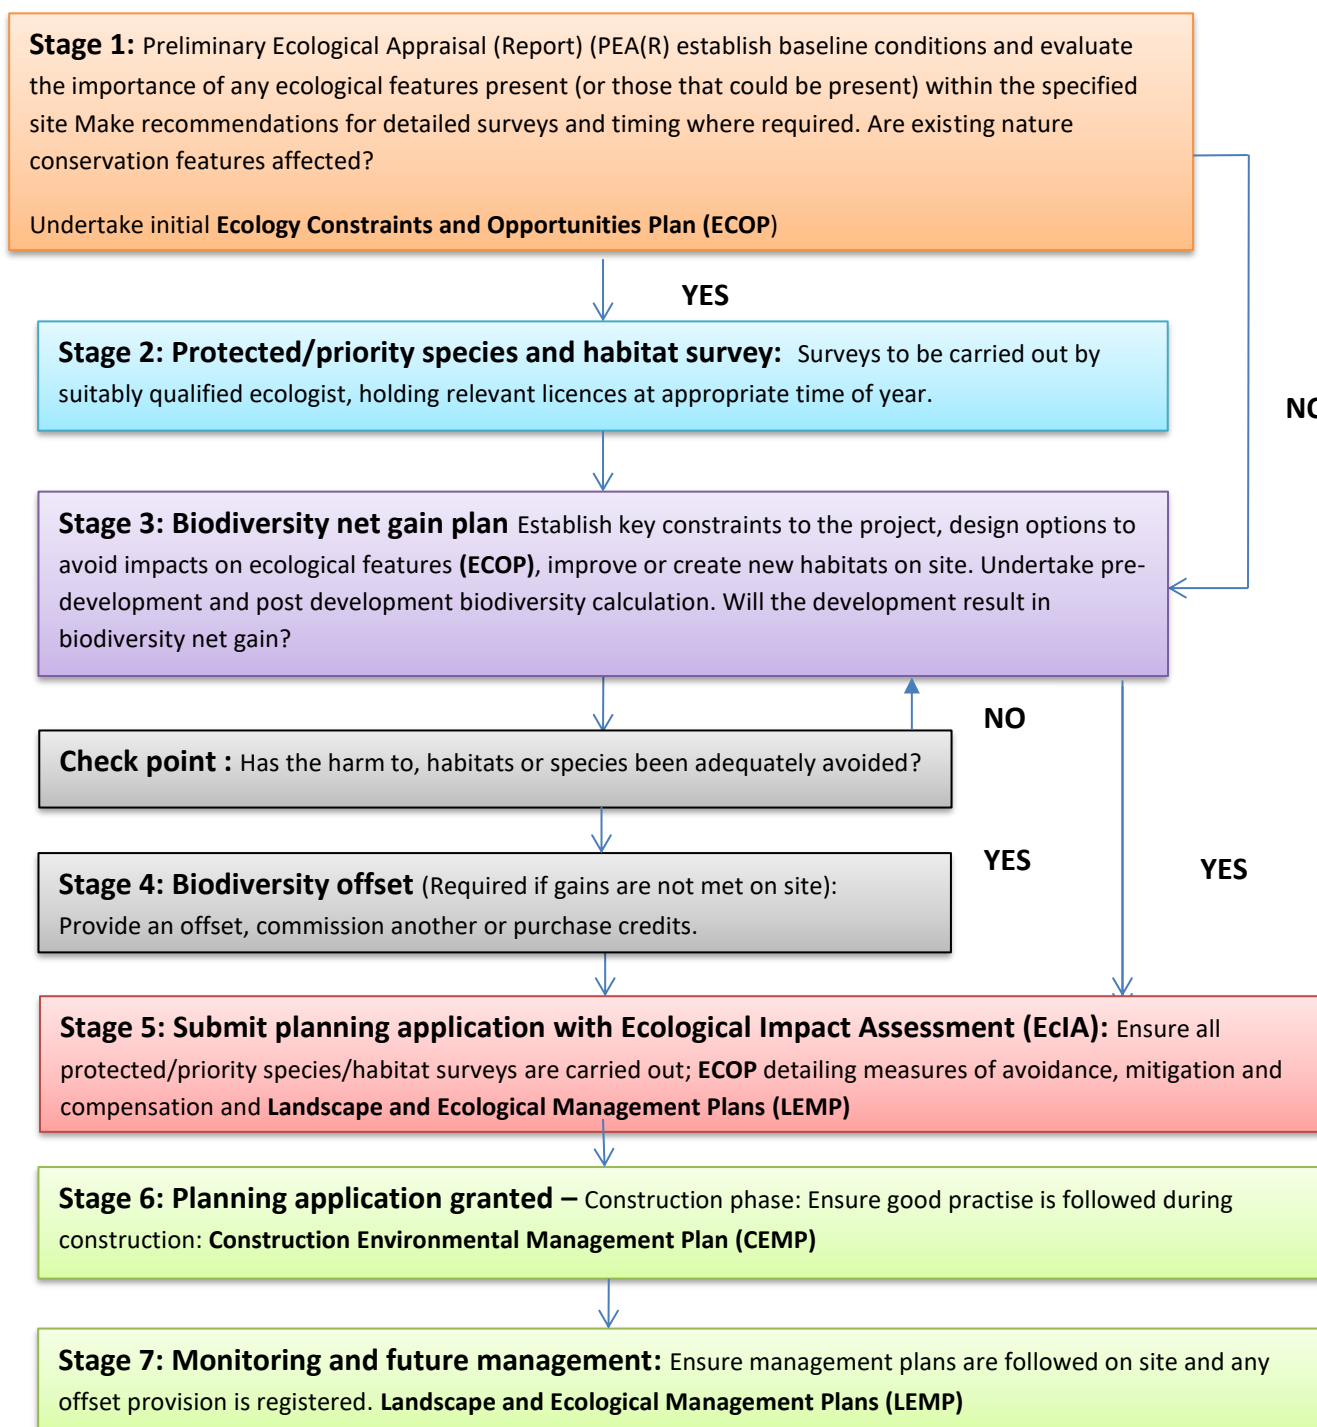 Stage 1: Preliminary Ecological Appraisal (Report) (PEA(R) establish baseline conditions and evaluate
the importance of any ecological features present (or those that could be present) within the specified
site Make recommendations for detailed surveys and timing where required. Are existing nature
conservation features affected?
Undertake initial Ecology Constraints and Opportunities Plan (ECOP)
YES
Stage 2: Protected/priority species and habitat survey: Surveys to be carried out by
suitably qualified ecologist, holding relevant licences at appropriate time of year.
NO
Stage 3: Biodiversity net gain plan Establish key constraints to the project, design options to
avoid impacts on ecological features (ECOP), improve or create new habitats on site. Undertake pre-
development and post development biodiversity calculation. Will the development result in
biodiversity net gain?
NO
Check point : Has the harm to, habitats or species been adequately avoided?
YES
YES
Stage 4: Biodiversity offset (Required if gains are not met on site):
Provide an offset, commission another or purchase credits.
Stage 5: Submit planning application with Ecological Impact Assessment (EcIA): Ensure all
protected/priority species/habitat surveys are carried out; ECOP detailing measures of avoidance, mitigation and
compensation and Landscape and Ecological Management Plans (LEMP)
Stage 6: Planning application granted – Construction phase: Ensure good practise is followed during
construction: Construction Environmental Management Plan (CEMP)
Stage 7: Monitoring and future management: Ensure management plans are followed on site and any
offset provision is registered. Landscape and Ecological Management Plans (LEMP)